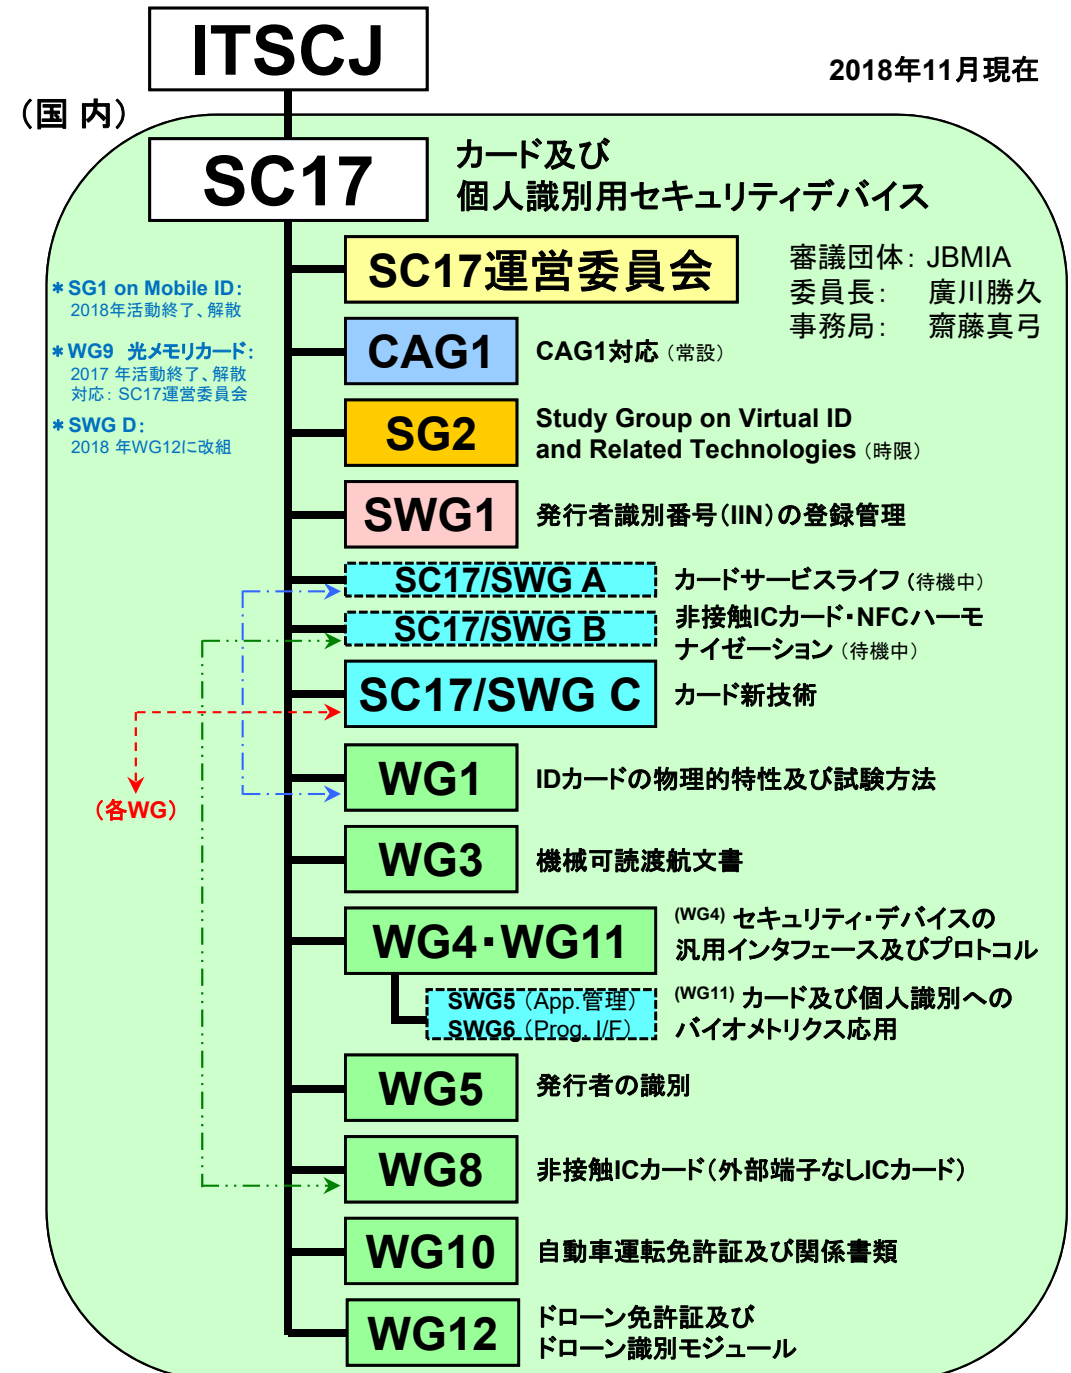 ITSCJ
2018年11月現在
(国 内)
SC17
カード及び
個人識別用セキュリティデバイス
SC17運営委員会
審議団体: JBMIA
委員長: 廣川勝久
事務局: 齋藤真弓
＊SG1 on Mobile ID:
2018年活動終了、解散
＊WG9 光メモリカード:
2017 年活動終了、解散
対応: SC17運営委員会
＊SWG D:
2018 年WG12に改組
CAG1
CAG1対応(常設)
SG2
Study Group on Virtual ID
and Related Technologies(時限)
SWG1
発行者識別番号(IIN)の登録管理
SC17/SWG A
カードサービスライフ(待機中)
SC17/SWG B
非接触ICカード・NFCハーモ
ナイゼーション(待機中)
SC17/SWG C
カード新技術
(各WG)
WG1
IDカードの物理的特性及び試験方法
WG3
機械可読渡航文書
WG4・WG11
(WG4) セキュリティ・デバイスの
汎用インタフェース及びプロトコル
SWG5(App.管理)
SWG6(Prog. I/F)
(WG11) カード及び個人識別への
バイオメトリクス応用
WG5
発行者の識別
WG8
非接触ICカード(外部端子なしICカード)
WG10
自動車運転免許証及び関係書類
WG12
ドローン免許証及び
ドローン識別モジュール